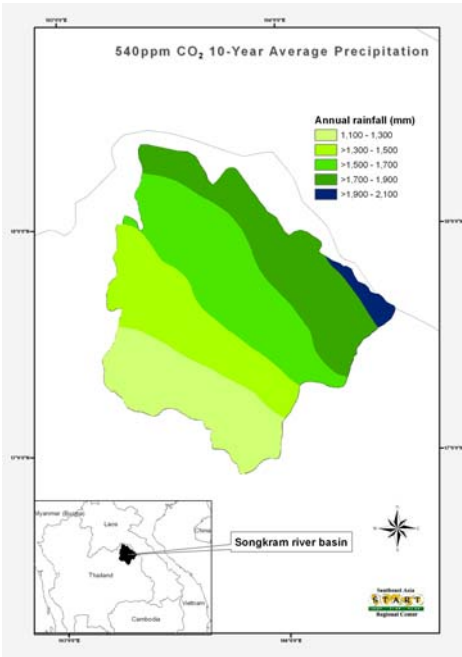 540ppm CO₂ 10-Year Average Precipitation
Annual rainfall (mm)
1,100 - 1,300
>1,300 - 1,500
>1,500 - 1,700
>1,700 - 1,900
>1,900 - 2,100
Laos
China
Songkram river basin
Thailand
Vietnam
Cambodia
Southeast Asia
START
Regional Center